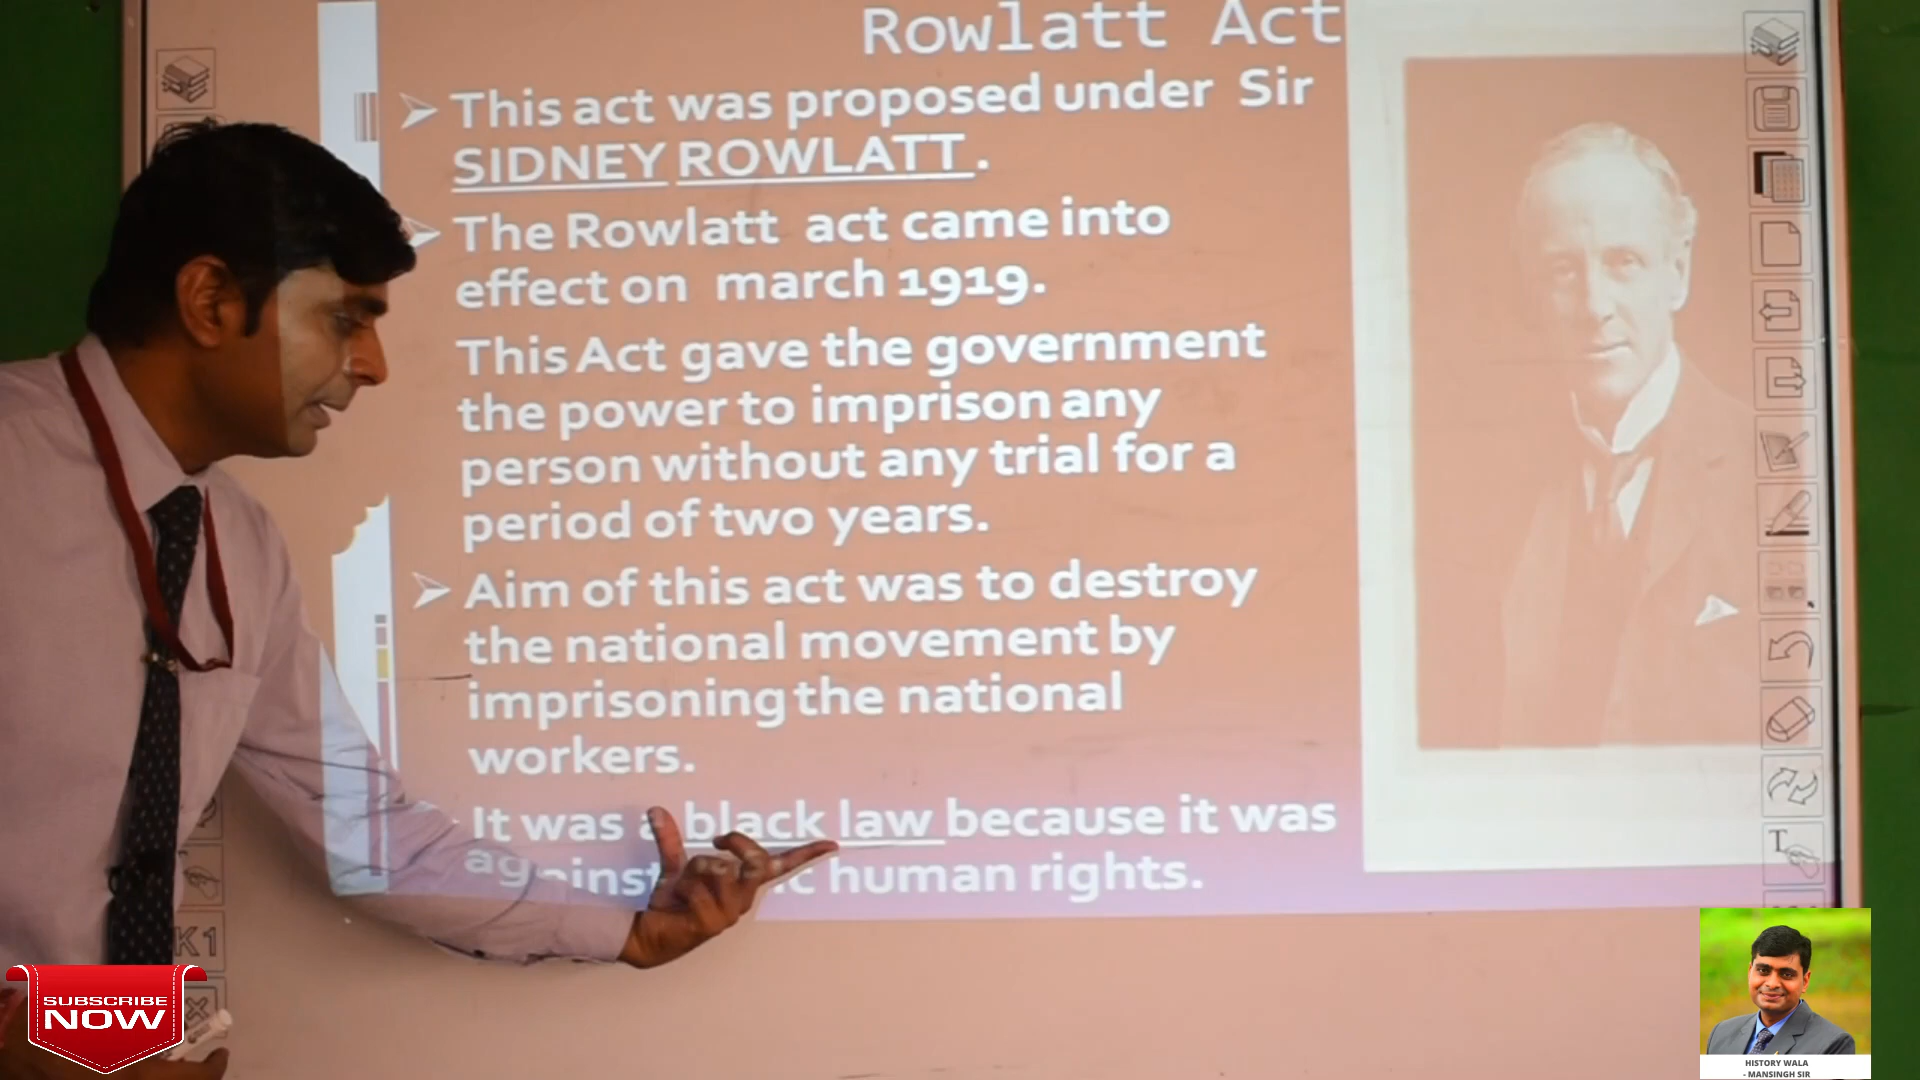 Rowlatt Act
This act was proposed under Sir
SIDNEY ROWLATT.
The Rowlatt act came into
effect on march 1919.
This Act gave the government
the power to imprison any
person without any trial for a
period of two years.
Aim of this act was to destroy
the national movement by
imprisoning the national
workers.
It was a black law because it was
against human rights.
T
K1
SUBSCRIBE
NOW
HISTORY WALA
- MANSINGH SIR